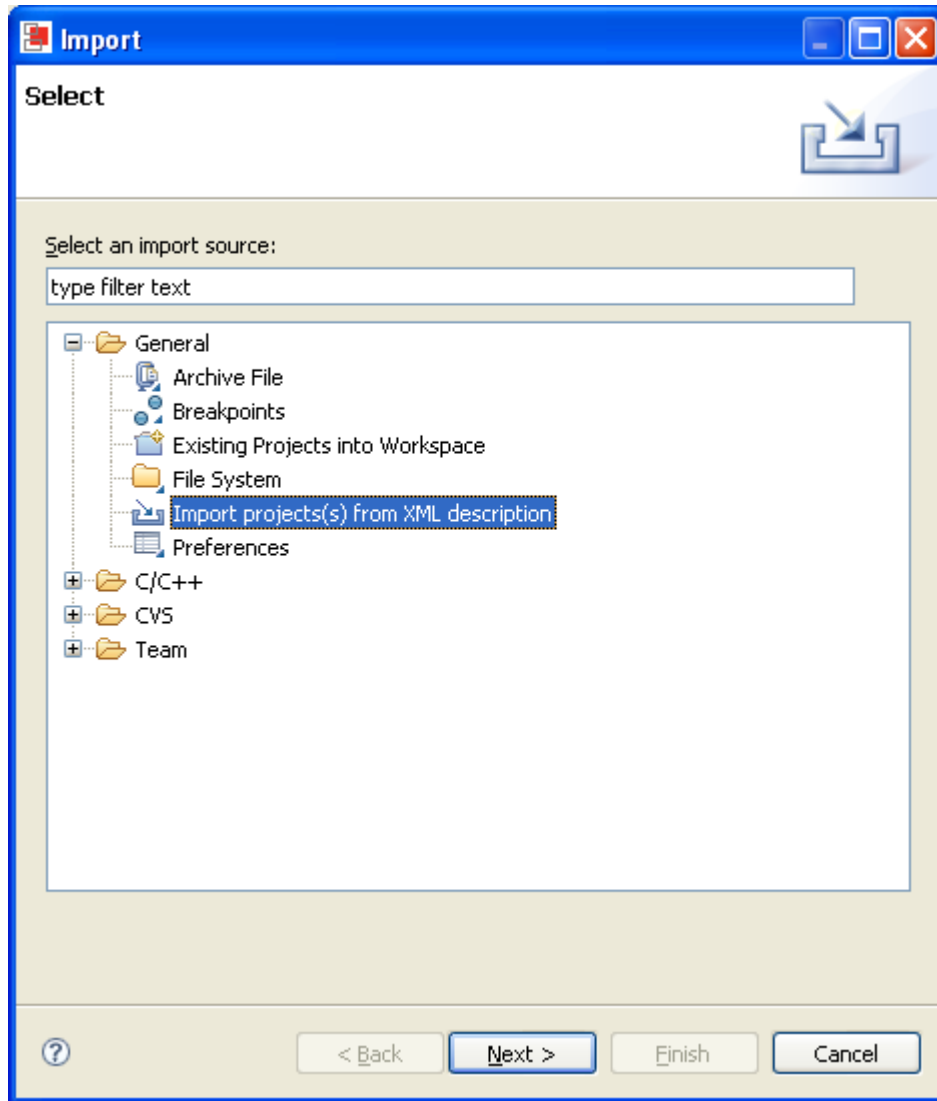 Import
Select
Select an import source:
type filter text
General
Archive File
Breakpoints
Existing Projects into Workspace
File System
Import projects(s) from XML description
Preferences
C/C++
CVS
Team
? < Back Next > Finish Cancel